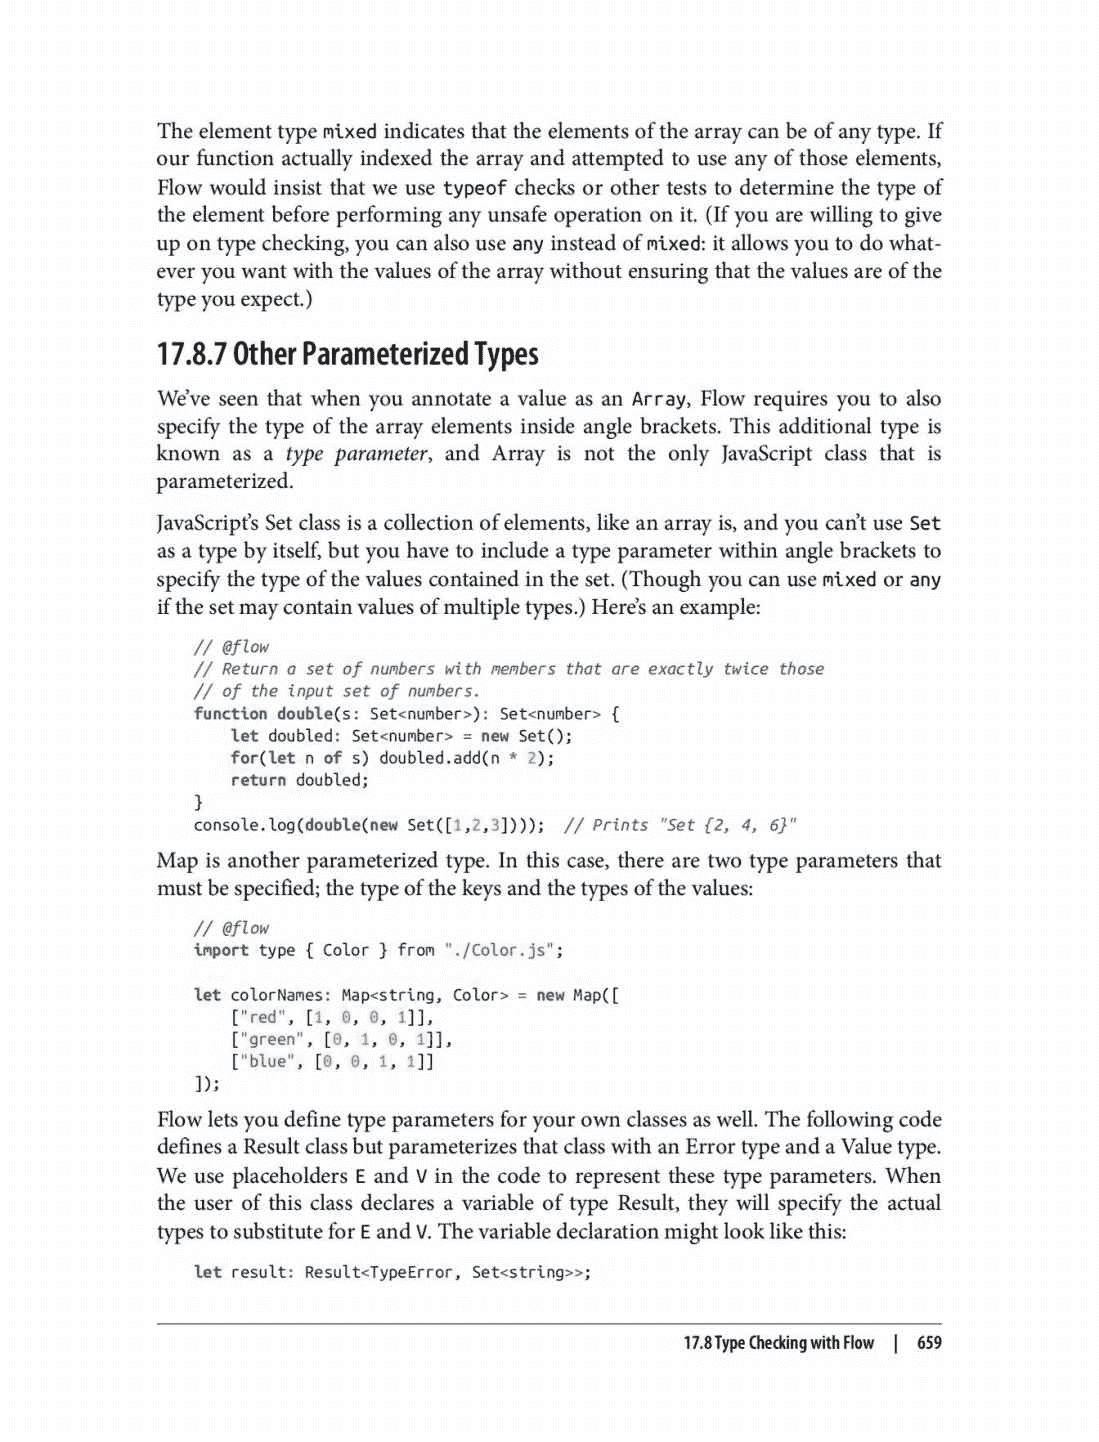 The element type mixed indicates that the elements of the array can be of any type. If
our function actually indexed the array and attempted to use any of those elements,
Flow would insist that we use typeof checks or other tests to determine the type of
the element before performing any unsafe operation on it. (If you are willing to give
up on type checking, you can also use any instead of mixed: it allows you to do what-
ever you want with the values of the array without ensuring that the values are of the
type you expect.)
17.8.7 Other Parameterized Types
We’ve seen that when you annotate a value as an Array, Flow requires you to also
specify the type of the array elements inside angle brackets. This additional type is
known as a type parameter, and Array is not the only JavaScript class that is
parameterized.
JavaScript’s Set class is a collection of elements, like an array is, and you can’t use Set
as a type by itself, but you have to include a type parameter within angle brackets to
specify the type of the values contained in the set. (Though you can use mixed or any
if the set may contain values of multiple types.) Here’s an example:
// @flow
// Return a set of numbers with members that are exactly twice those
// of the input set of numbers.
function double(s: Set<number>): Set<number> {
    let doubled: Set<number> = new Set();
    for(let n of s) doubled.add(n * 2);
    return doubled;
}
console.log(double(new Set([1,2,3])));  // Prints "Set {2, 4, 6}"
Map is another parameterized type. In this case, there are two type parameters that
must be specified; the type of the keys and the types of the values:
// @flow
import type { Color } from "./Color.js";
let colorNames: Map<string, Color> = new Map([
    ["red", [1, 0, 0, 1]],
    ["green", [0, 1, 0, 1]],
    ["blue", [0, 0, 1, 1]]
]);
Flow lets you define type parameters for your own classes as well. The following code
defines a Result class but parameterizes that class with an Error type and a Value type.
We use placeholders E and V in the code to represent these type parameters. When
the user of this class declares a variable of type Result, they will specify the actual
types to substitute for E and V. The variable declaration might look like this:
let result: Result<TypeError, Set<string>>;
17.8 Type Checking with Flow | 659